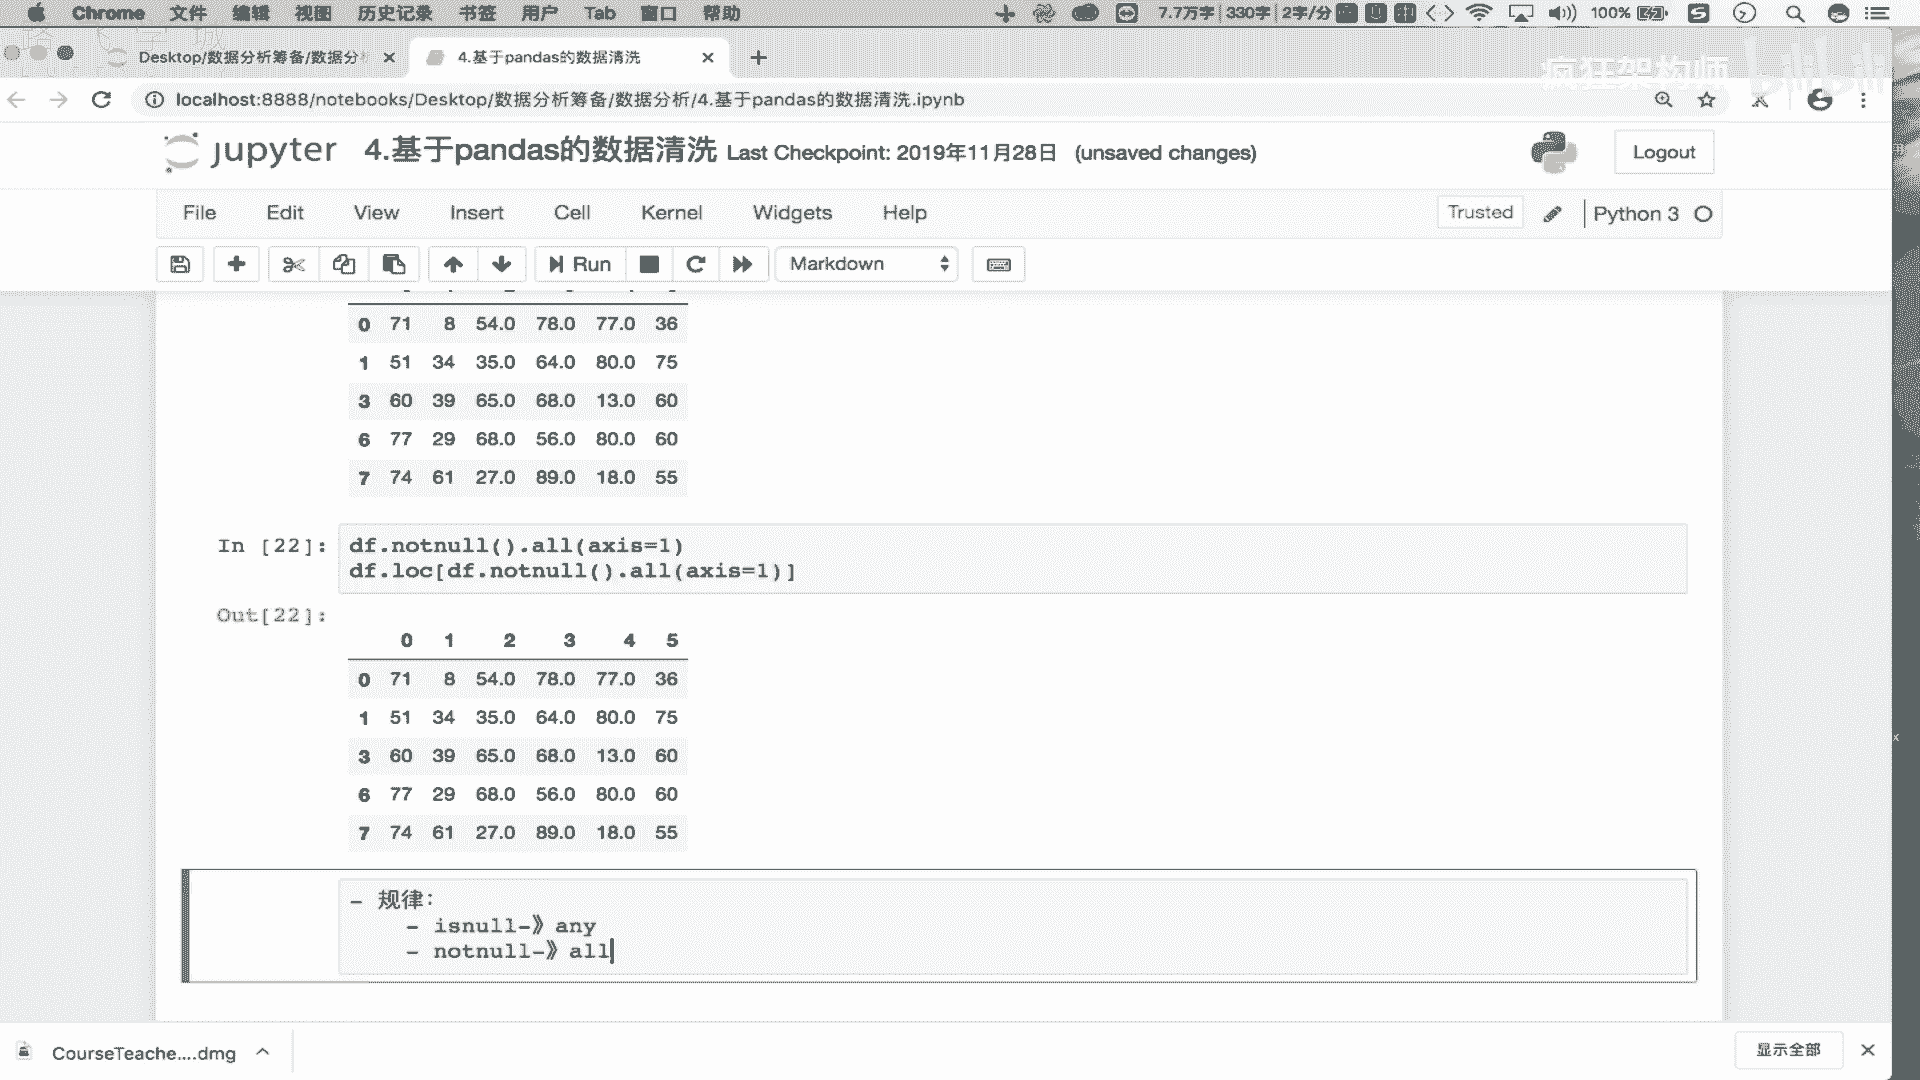 Chrome 文件 编辑 视图 历史记录 书签 用户 Tab 窗口 帮助 7.7万字 330字 2字/分 100%
Desktop/数据分析筹备/数据分 4.基于pandas的数据清洗
疯狂架构师 bilibili
localhost:8888/notebooks/Desktop/数据分析筹备/数据分析/4.基于pandas的数据清洗.ipynb
jupyter 4.基于pandas的数据清洗 Last Checkpoint: 2019年11月28日 (unsaved changes) Logout
File Edit View Insert Cell Kernel Widgets Help Trusted Python 3
Run Markdown
0 71 8 54.0 78.0 77.0 36
1 51 34 35.0 64.0 80.0 75
3 60 39 65.0 68.0 13.0 60
6 77 29 68.0 56.0 80.0 60
7 74 61 27.0 89.0 18.0 55
In [22]: df.notnull().all(axis=1)
df.loc[df.notnull().all(axis=1)]
Out[22]:
0 1 2 3 4 5
0 71 8 54.0 78.0 77.0 36
1 51 34 35.0 64.0 80.0 75
3 60 39 65.0 68.0 13.0 60
6 77 29 68.0 56.0 80.0 60
7 74 61 27.0 89.0 18.0 55
- 规律:
- isnull-》any
- notnull-》all
CourseTeache....dmg 显示全部